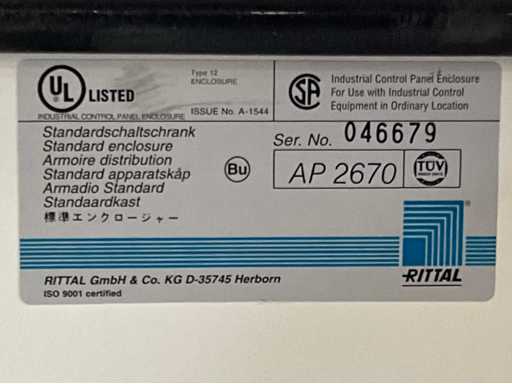 UL LISTED
Type 12
ENCLOSURE
ISSUE No. A-1544
INDUSTRIAL CONTROL PANEL ENCLOSURE
SA Industrial Control Panel Enclosure
For Use with Industrial Control
Equipment in Ordinary Location
Standardschaltschrank
Standard enclosure
Armoire distribution
Standard apparatskåp
Armadio Standard
Standaardkast
標準エンクロージャー
Bu
Ser. No. 046679
AP 2670
TÜV
RITTAL
RITTAL GmbH & Co. KG D-35745 Herborn
ISO 9001 certified